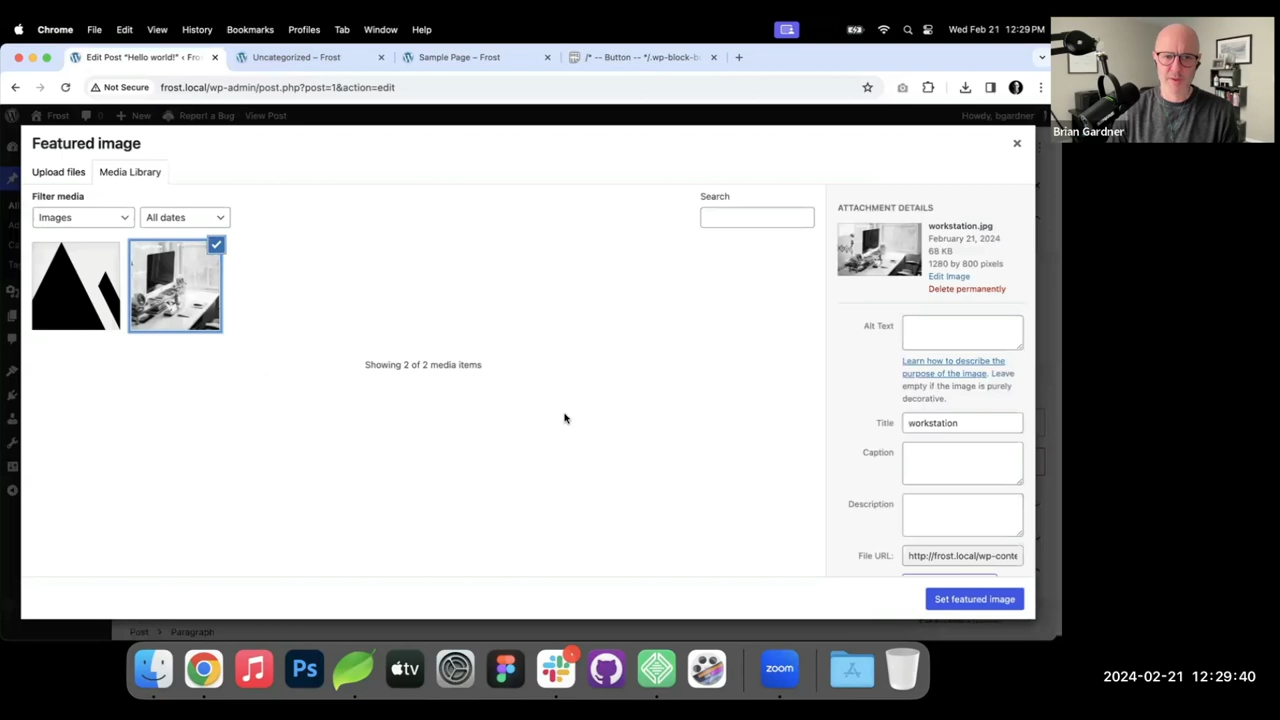 Chrome File Edit View History Bookmarks Profiles Tab Window Help Wed Feb 21 12:29 PM
Edit Post “Hello world!” ‹ Fro Uncategorized – Frost Sample Page – Frost /* -- Button -- */.wp-block-b
Not Secure frost.local/wp-admin/post.php?post=1&action=edit
Frost 0 New Report a Bug View Post Howdy, bgardner
Brian Gardner
Featured image
Upload files Media Library
Filter media Search
Images All dates
ATTACHMENT DETAILS
workstation.jpg
February 21, 2024
68 KB
1280 by 800 pixels
Edit Image
Delete permanently
Alt Text
Learn how to describe the
purpose of the image. Leave
empty if the image is purely
decorative.
Showing 2 of 2 media items
Title workstation
Caption
Description
File URL: http://frost.local/wp-conte
Set featured image
Post > Paragraph
Ps tv zoom
2024-02-21 12:29:40